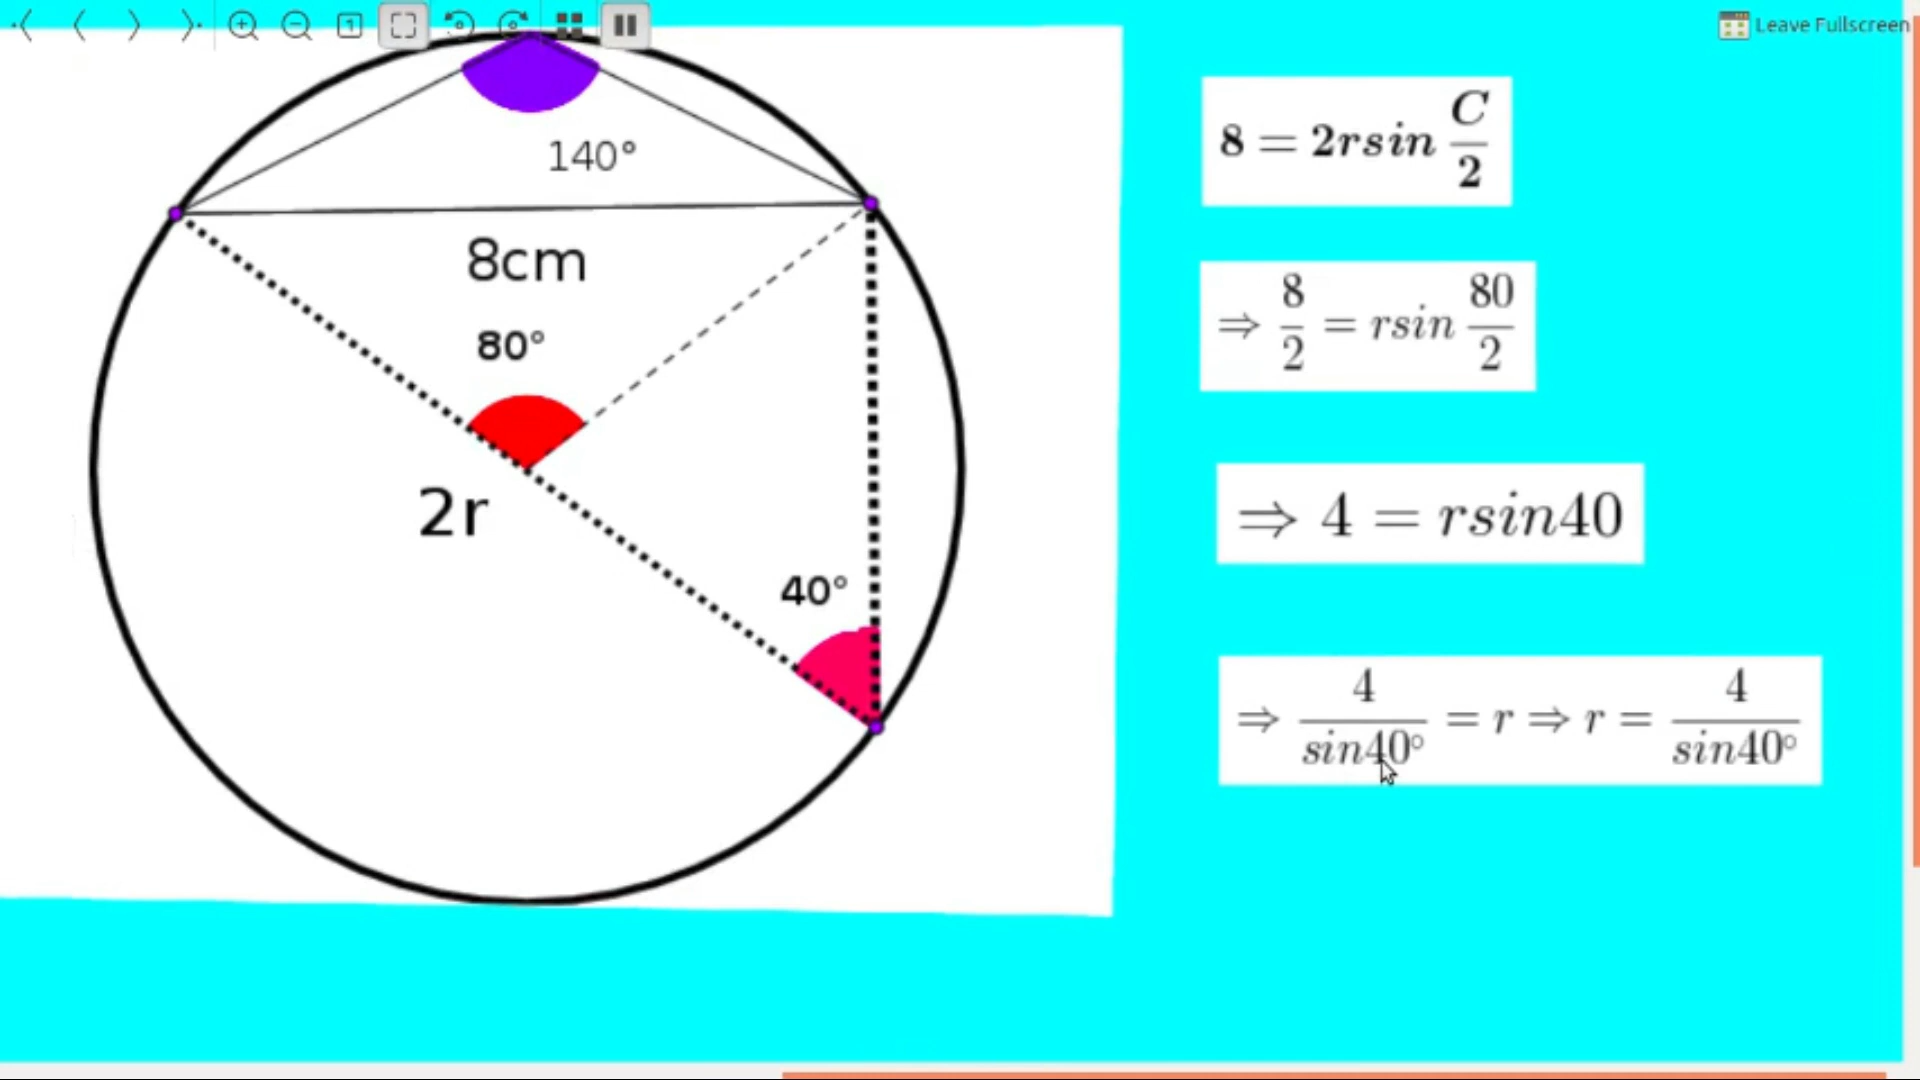 1
Leave Fullscreen
140°
8cm
80°
2r
40°
8 = 2rsin C/2
⇒ 8/2 = rsin 80/2
⇒ 4 = rsin40
⇒ 4/sin40° = r ⇒ r = 4/sin40°